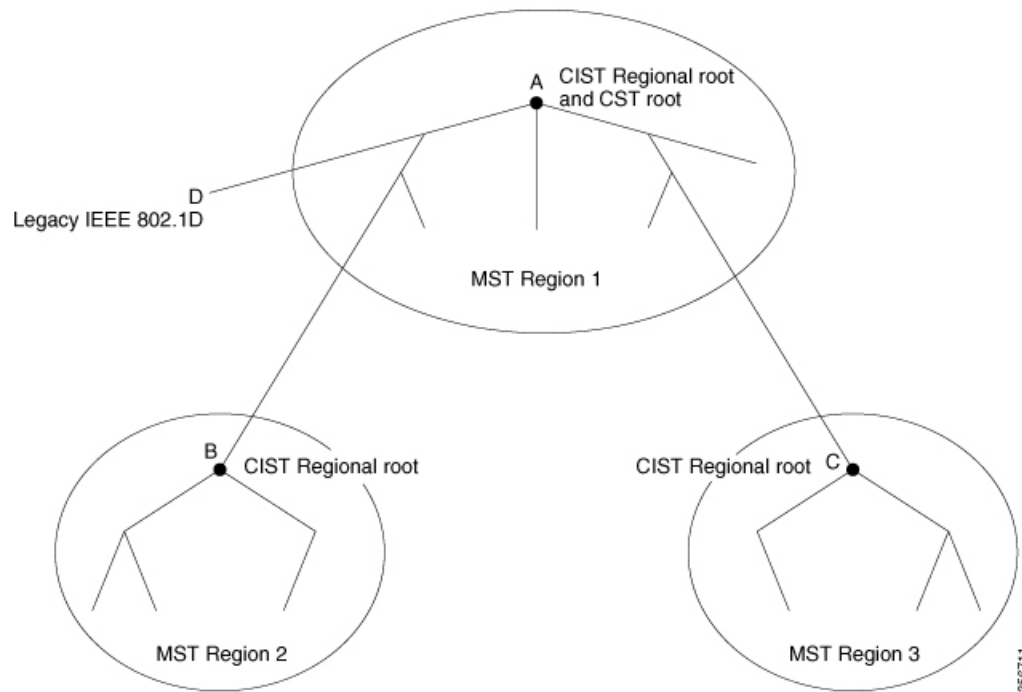 A
CIST Regional root
and CST root
D
Legacy IEEE 802.1D
MST Region 1
B
CIST Regional root
CIST Regional root
C
MST Region 2
MST Region 3